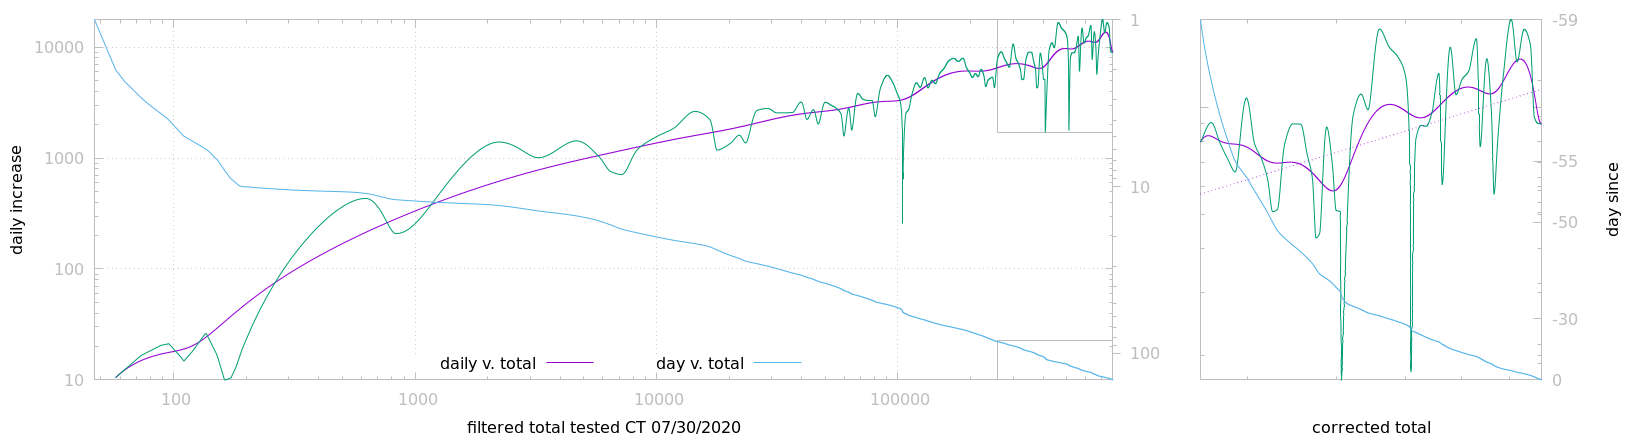 10000
1000
100
10
daily increase
100
1000
10000
100000
filtered total tested CT 07/30/2020
daily v. total
day v. total
1
10
100
-59
-55
-50
-30
0
day since
corrected total